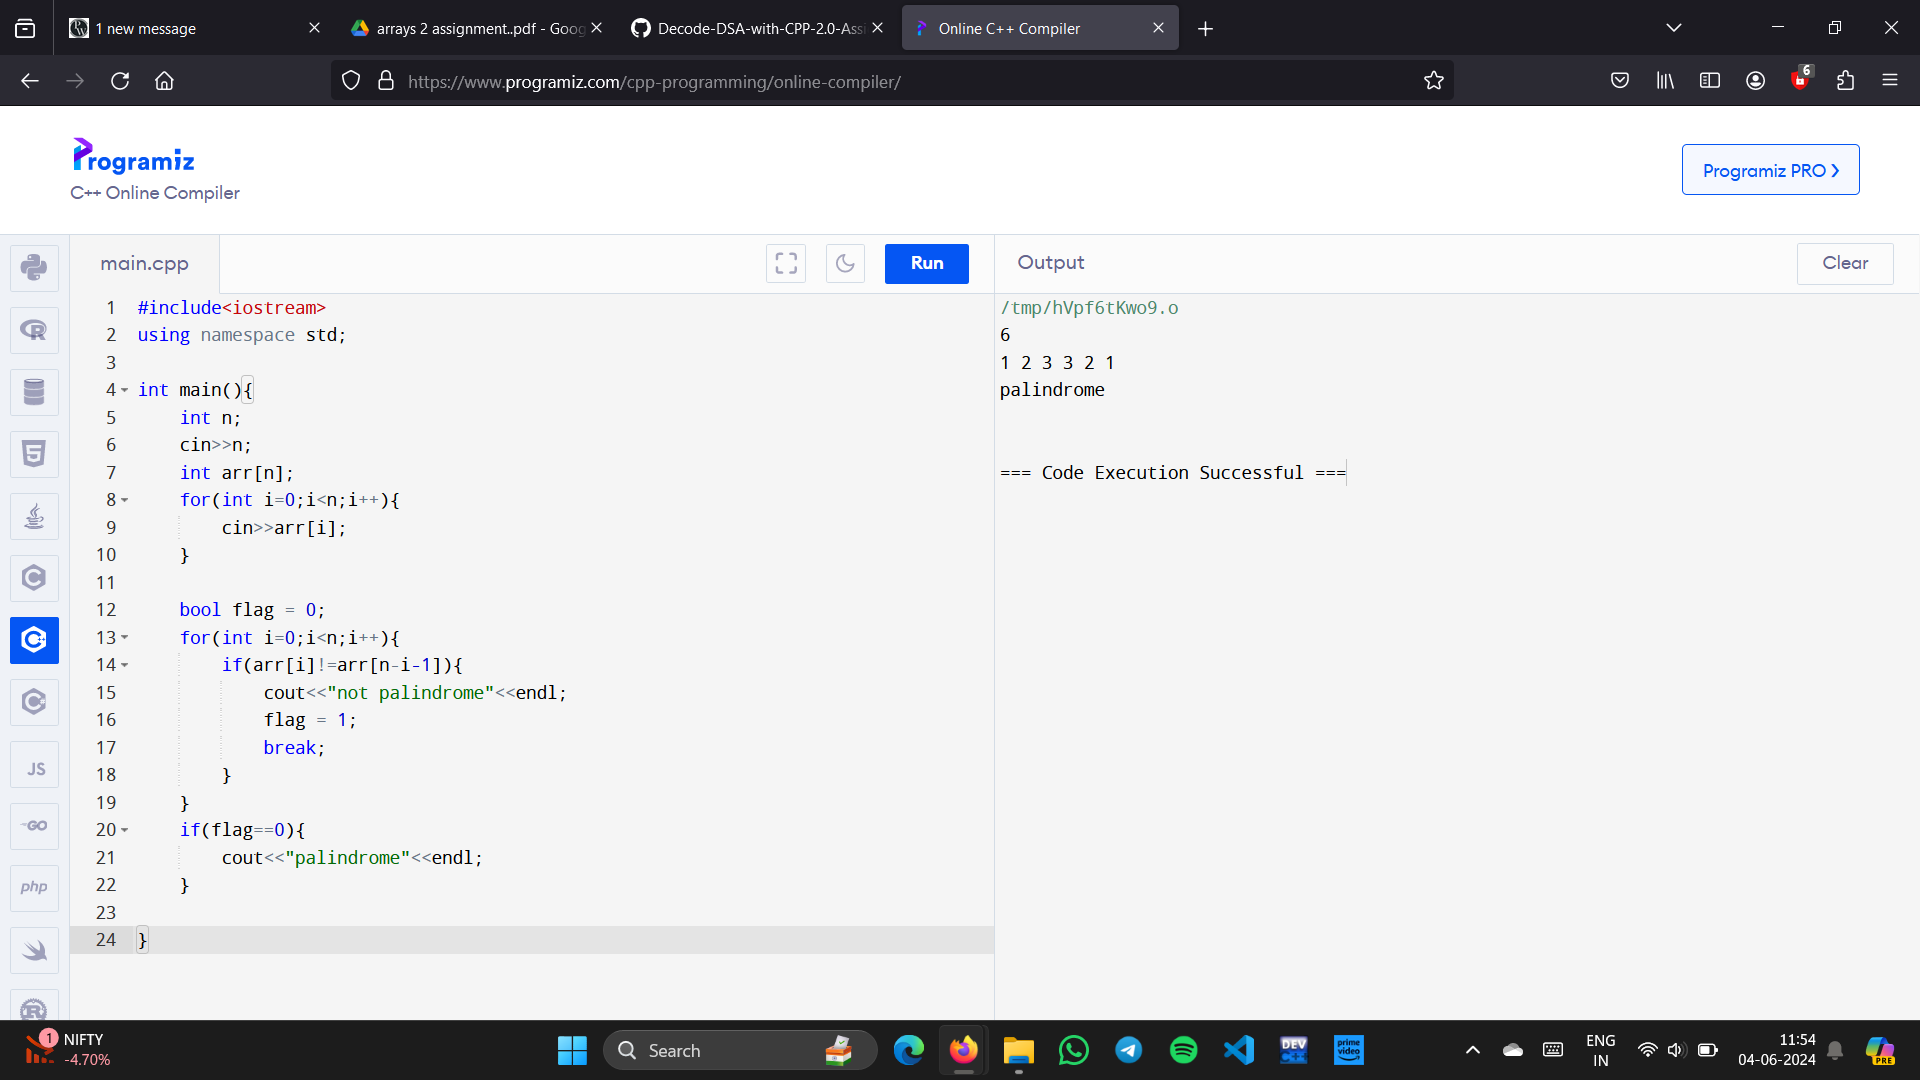 1 new message
arrays 2 assignment..pdf - Goog
Decode-DSA-with-CPP-2.0-Assi
Online C++ Compiler
https://www.programiz.com/cpp-programming/online-compiler/
6
Programiz
C++ Online Compiler
Programiz PRO ❯
main.cpp
Run
Output
Clear
1 #include<iostream>
2 using namespace std;
3
4 int main(){
5 int n;
6 cin>>n;
7 int arr[n];
8 for(int i=0;i<n;i++){
9 cin>>arr[i];
10 }
11
12 bool flag = 0;
13 for(int i=0;i<n;i++){
14 if(arr[i]!=arr[n-i-1]){
15 cout<<"not palindrome"<<endl;
16 flag = 1;
17 break;
18 }
19 }
20 if(flag==0){
21 cout<<"palindrome"<<endl;
22 }
23
24 }
/tmp/hVpf6tKwo9.o
6
1 2 3 3 2 1
palindrome
=== Code Execution Successful ===
JS
GO
php
1
NIFTY
-4.70%
Search
DEV
C++
prime video
ENG
IN
11:54
04-06-2024
PRE